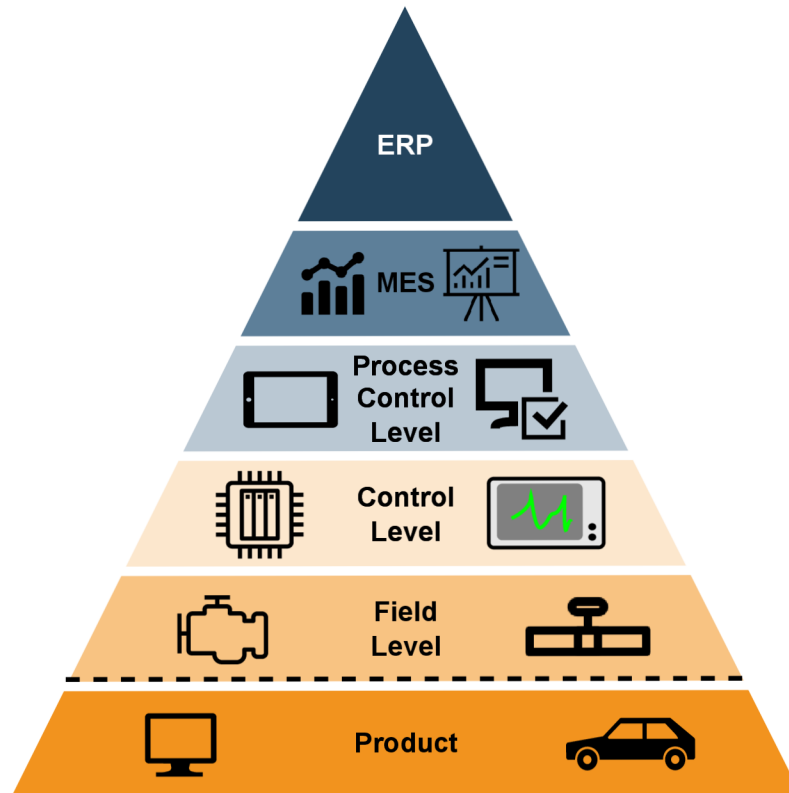 ERP
MES
Process
Control
Level
Control
Level
Field
Level
Product